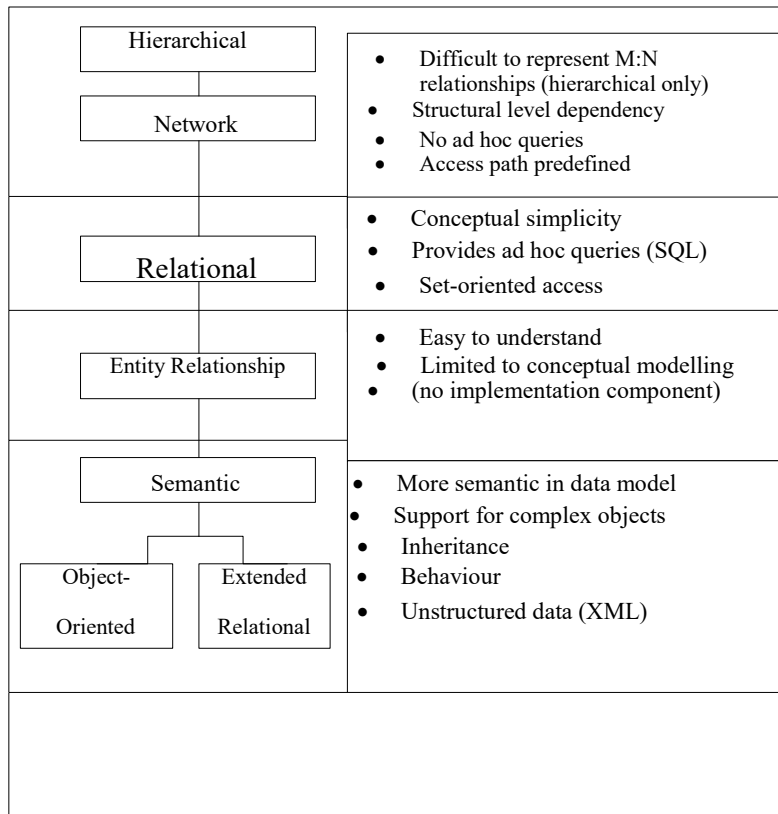 Hierarchical
Network
• Difficult to represent M:N
relationships (hierarchical only)
• Structural level dependency
• No ad hoc queries
• Access path predefined
Relational
• Conceptual simplicity
• Provides ad hoc queries (SQL)
• Set-oriented access
Entity Relationship
• Easy to understand
• Limited to conceptual modelling
• (no implementation component)
Semantic
Object-
Oriented
Extended
Relational
• More semantic in data model
• Support for complex objects
• Inheritance
• Behaviour
• Unstructured data (XML)